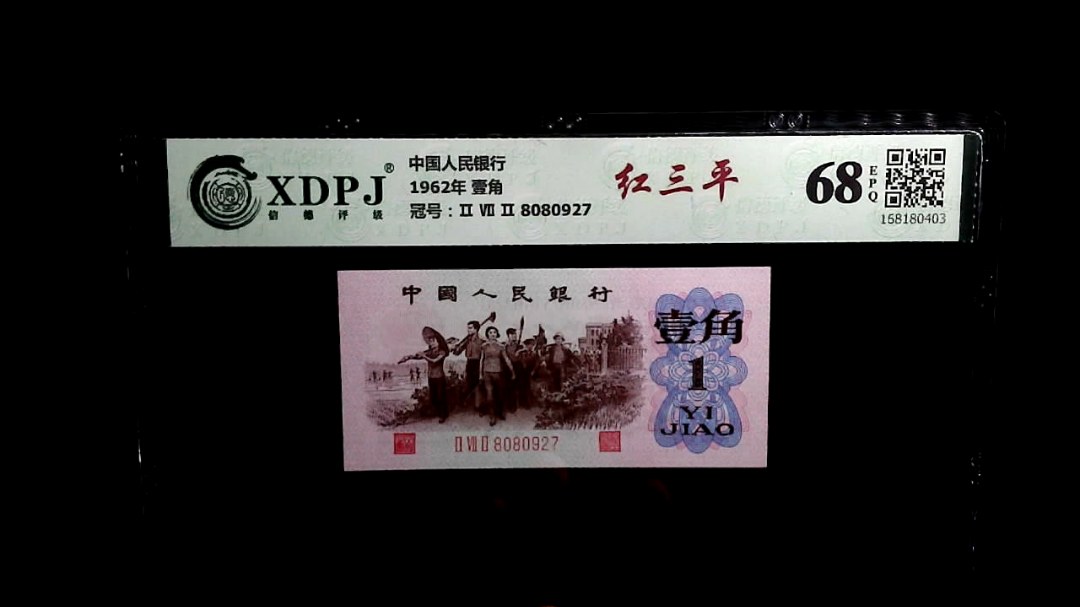 XDPJ®
信德评级
中国人民银行
1962年 壹角
冠号：Ⅱ Ⅶ Ⅱ 8080927
红三平
68
EPQ
158180403
中國人民銀行
壹角
1
YI
JIAO
Ⅱ Ⅶ Ⅱ 8080927